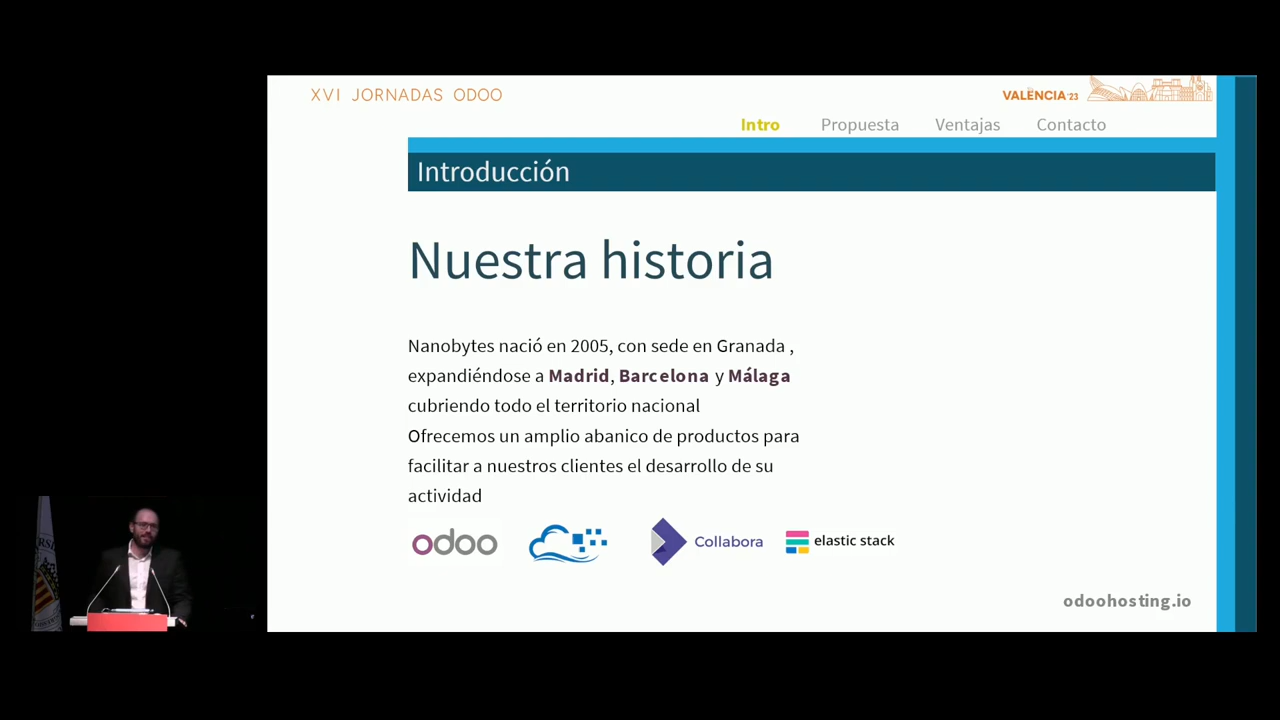 XVI JORNADAS ODOO
VALÈNCIA '23
Intro Propuesta Ventajas Contacto
Introducción
Nuestra historia
Nanobytes nació en 2005, con sede en Granada ,
expandiéndose a Madrid, Barcelona y Málaga
cubriendo todo el territorio nacional
Ofrecemos un amplio abanico de productos para
facilitar a nuestros clientes el desarrollo de su
actividad
odoo Collabora elastic stack
odoohosting.io